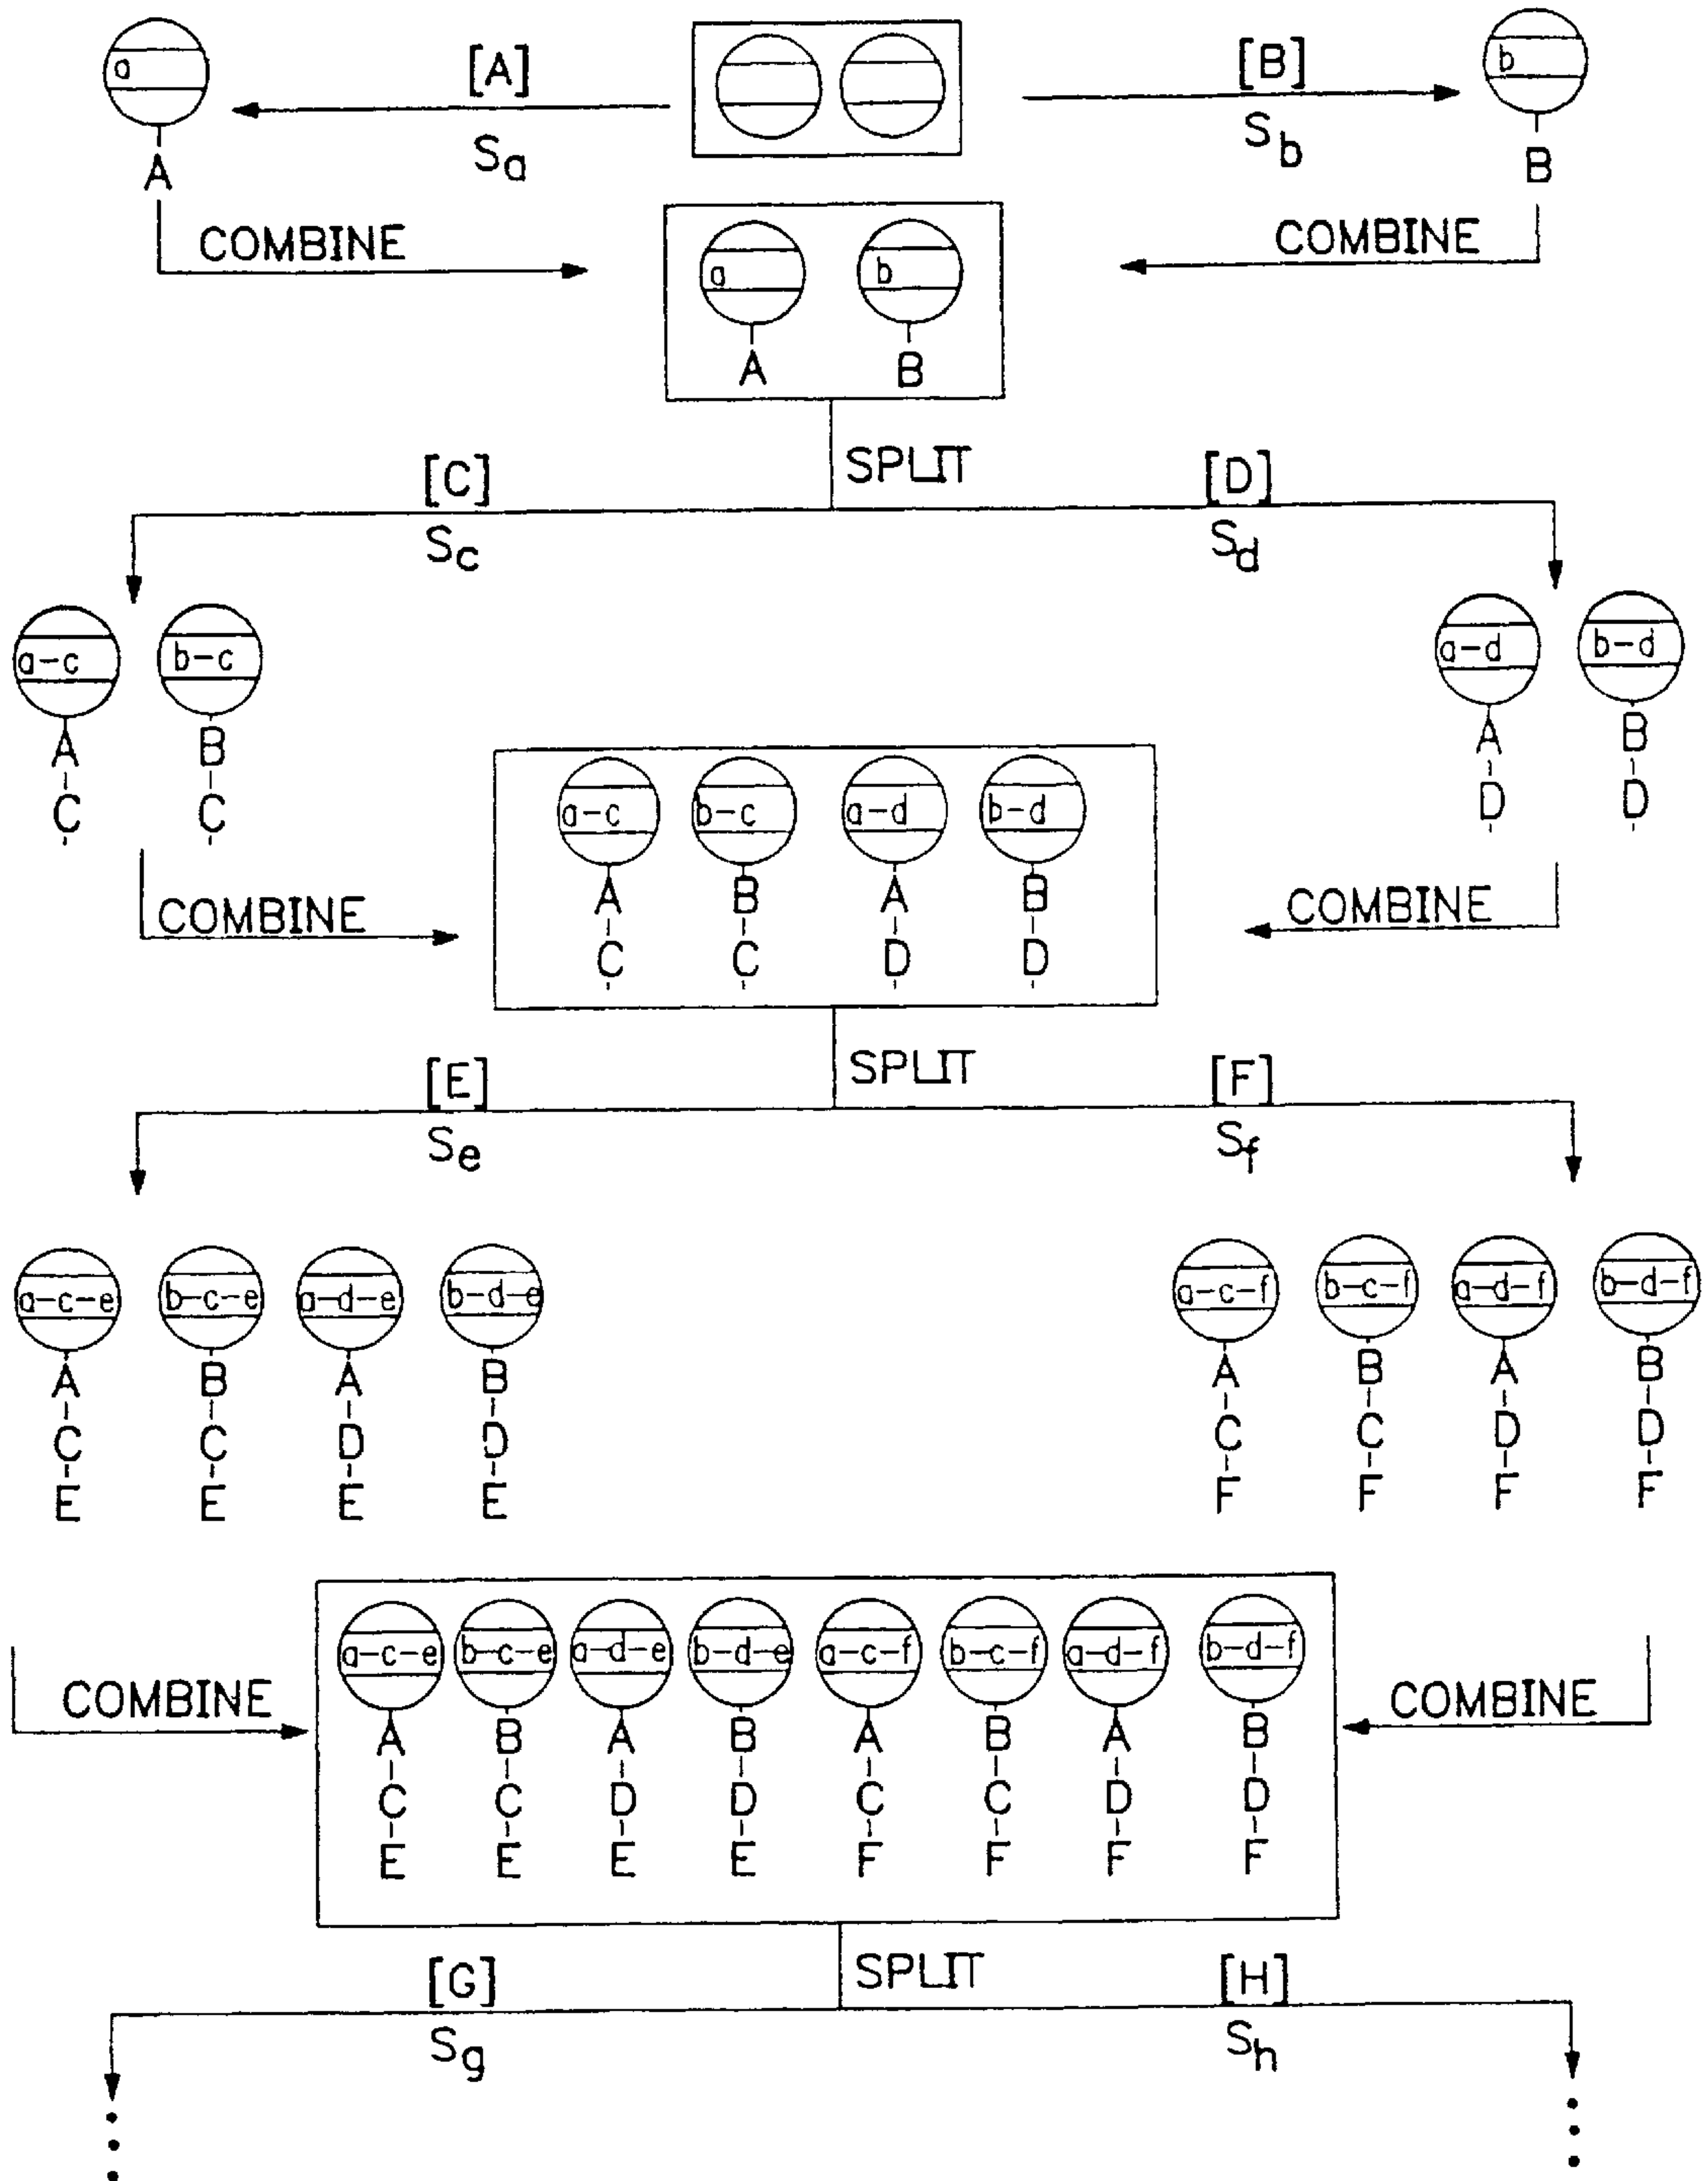 a [A] [B] b
Sa Sb
A B
COMBINE COMBINE
a b
A B
SPLIT
[C] [D]
Sc Sd
a-c b-c a-d b-d
A B A B
C C D D
a-c b-c a-d b-d
COMBINE COMBINE
A B A B
C C D D
SPLIT
[E] [F]
Se Sf
a-c-e b-c-e a-d-e b-d-e a-c-f b-c-f a-d-f b-d-f
A B A B A B A B
C C D D C C D D
E E E E F F F F
a-c-e b-c-e a-d-e b-d-e a-c-f b-c-f a-d-f b-d-f
COMBINE COMBINE
A B A B A B A B
C C D D C C D D
E E E E F F F F
SPLIT
[G] [H]
Sg Sh